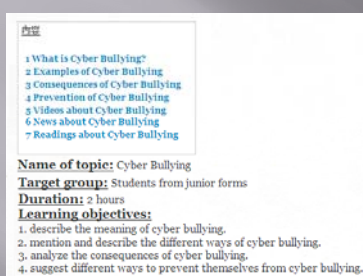 1 What is Cyber Bullying?
2 Examples of Cyber Bullying
3 Consequences of Cyber Bullying
4 Prevention of Cyber Bullying
5 Videos about Cyber Bullying
6 News about Cyber Bullying
7 Readings about Cyber Bullying
Name of topic: Cyber Bullying
Target group: Students from junior forms
Duration: 2 hours
Learning objectives:
1. describe the meaning of cyber bullying.
2. mention and describe the different ways of cyber bullying.
3. analyze the consequences of cyber bullying.
4. suggest different ways to prevent themselves from cyber bullying.